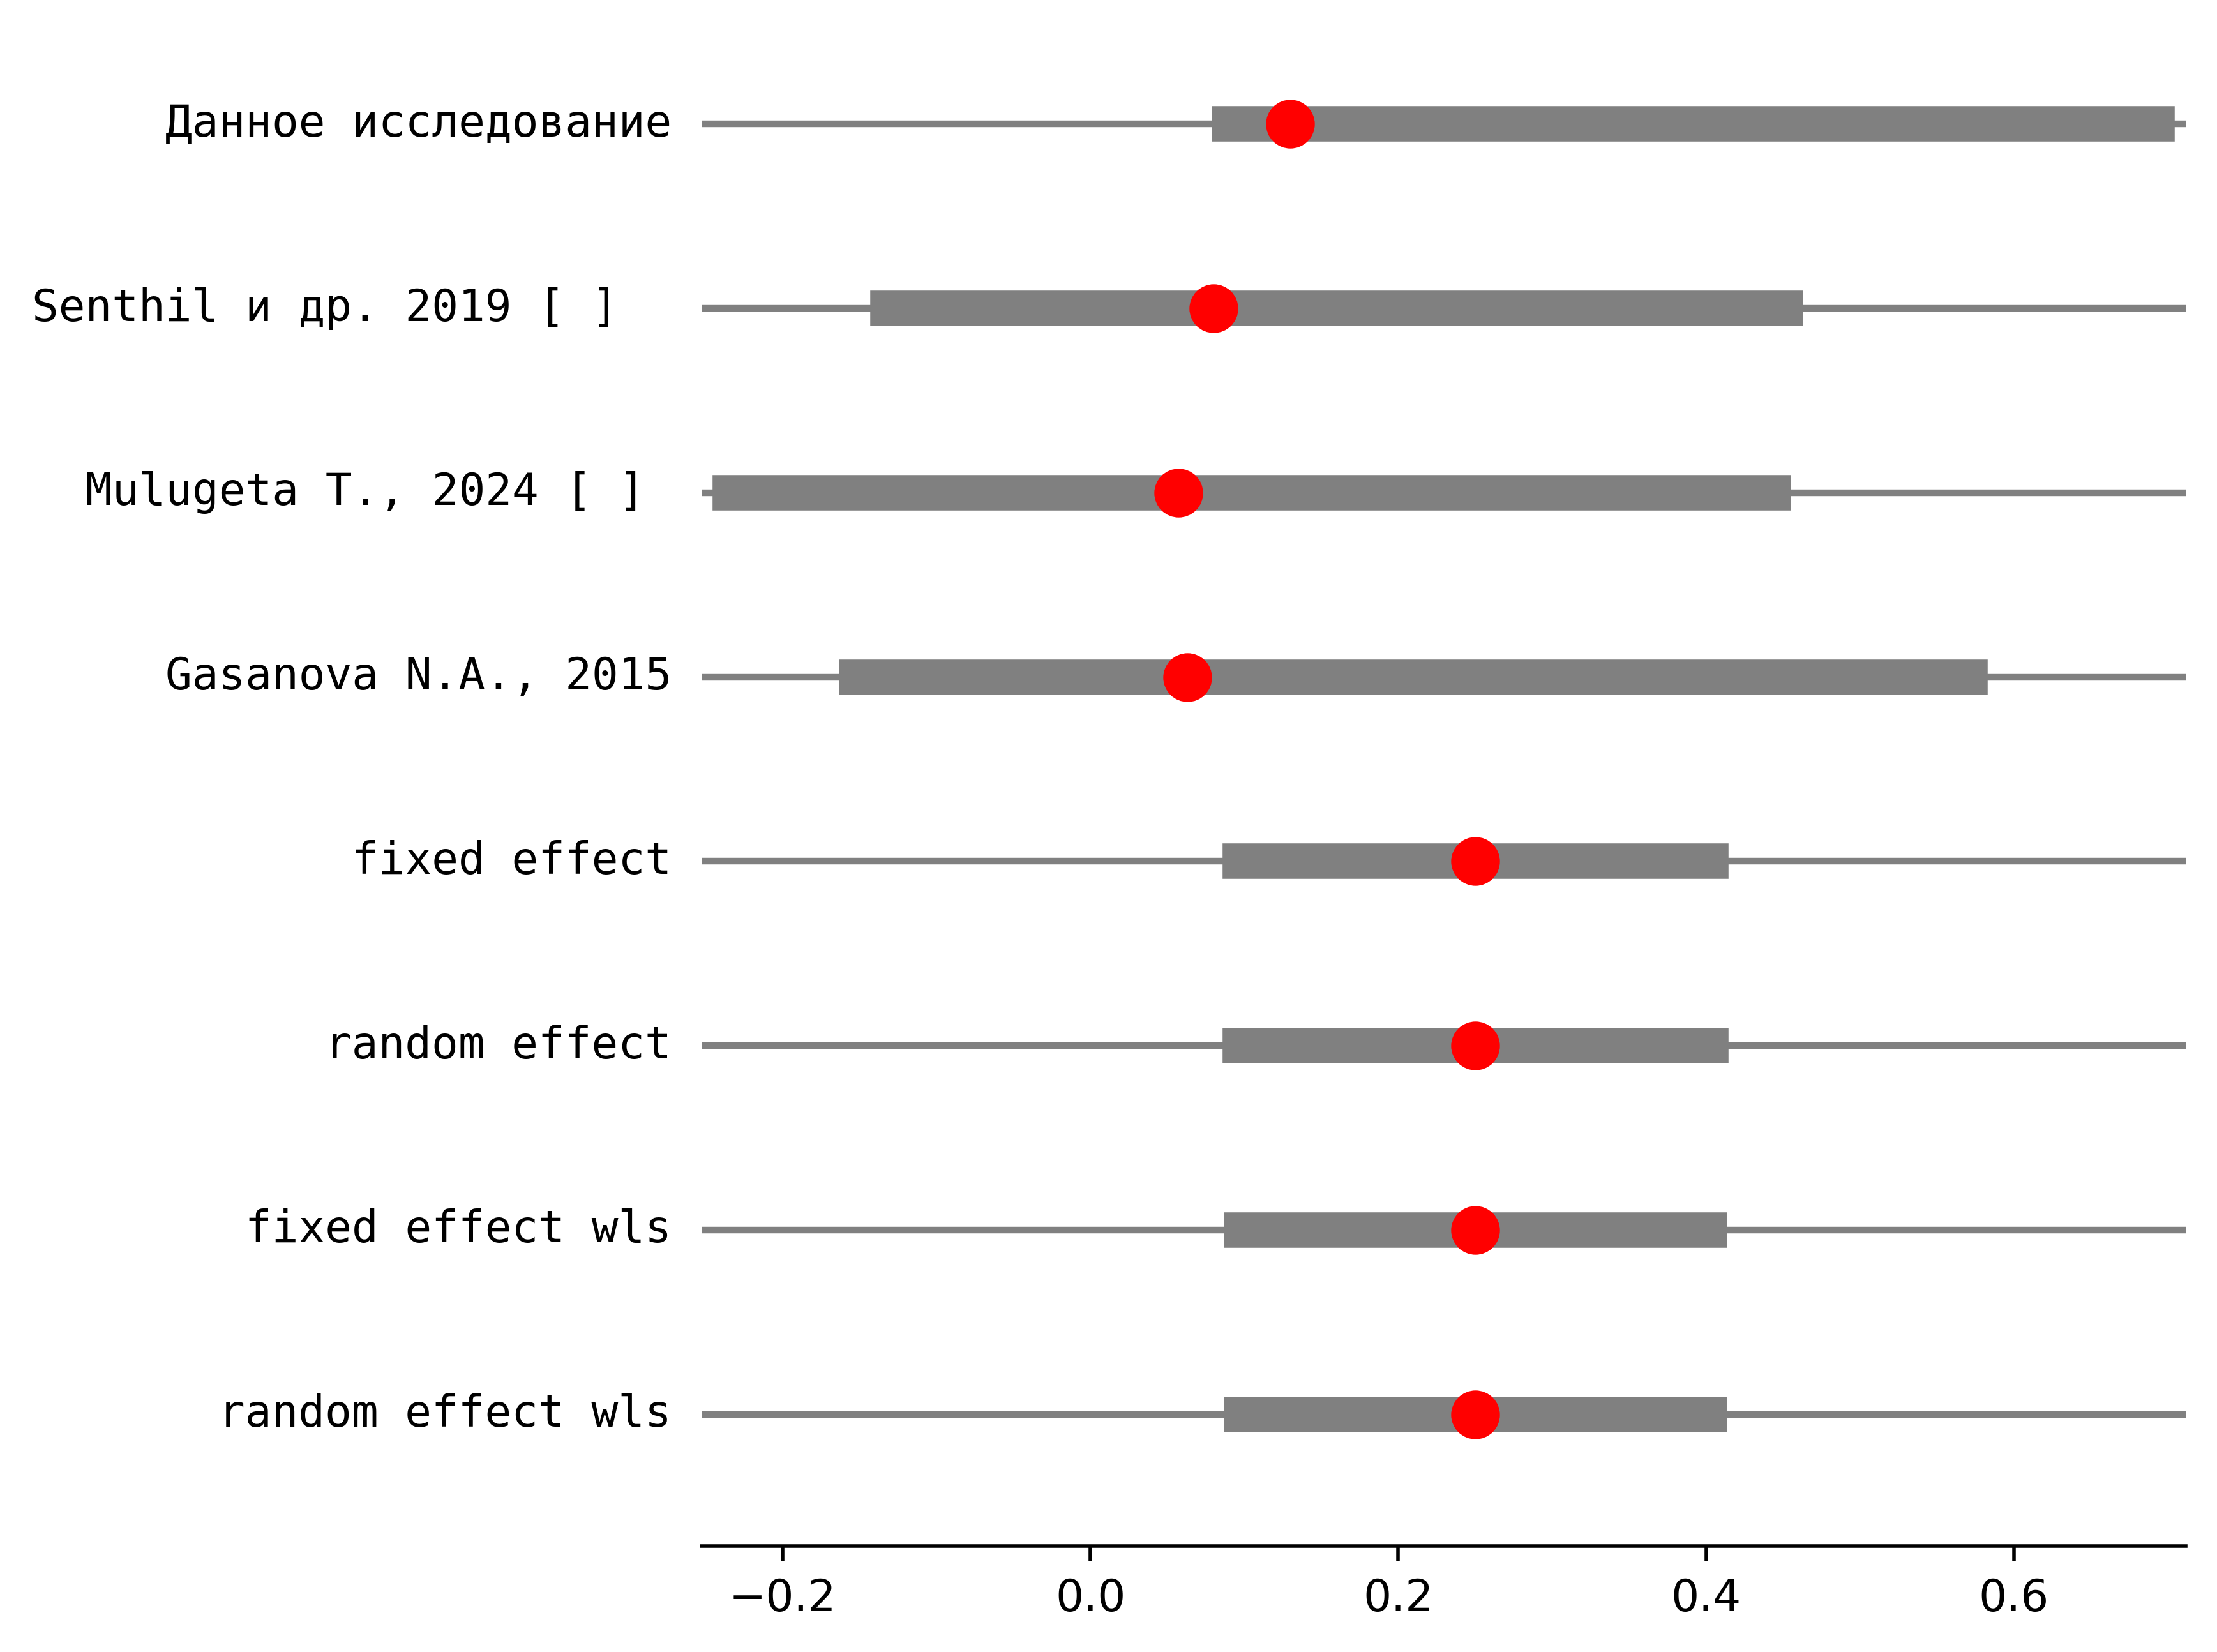 Данное исследование
Senthil и др. 2019 [ ]
Mulugeta T., 2024 [ ]
Gasanova N.A., 2015
fixed effect
random effect
fixed effect wls
random effect wls
−0.2 0.0 0.2 0.4 0.6